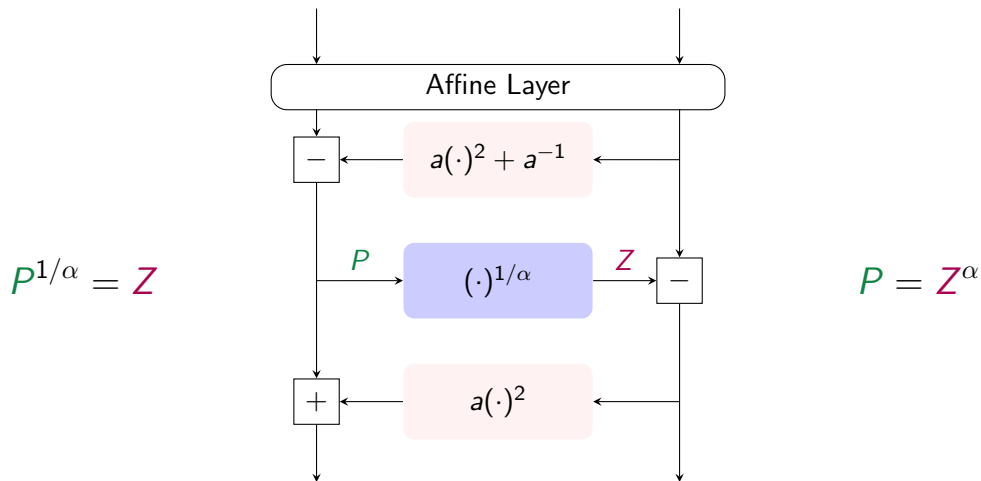 Affine Layer
− a(·)² + a⁻¹
P Z
P^{1/α} = Z (·)^{1/α} − P = Z^α
+ a(·)²